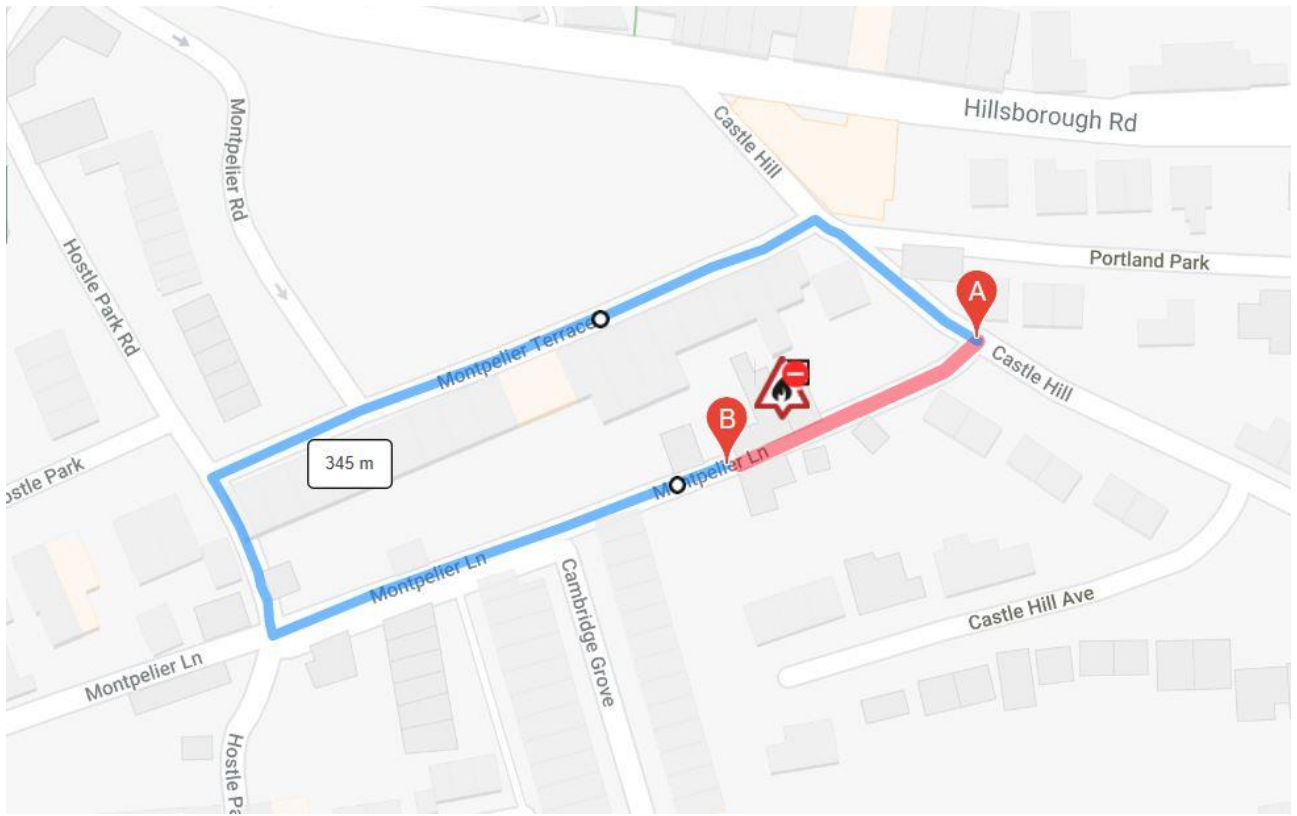 Hillsborough Rd
Castle Hill
Montpelier Rd
Hostle Park Rd
Portland Park
A
Montpelier Terrace
Castle Hill
B
345 m
Montpelier Ln
ostle Park
Montpelier Ln
Cambridge Grove
Castle Hill Ave
Montpelier Ln
Hostle Pa